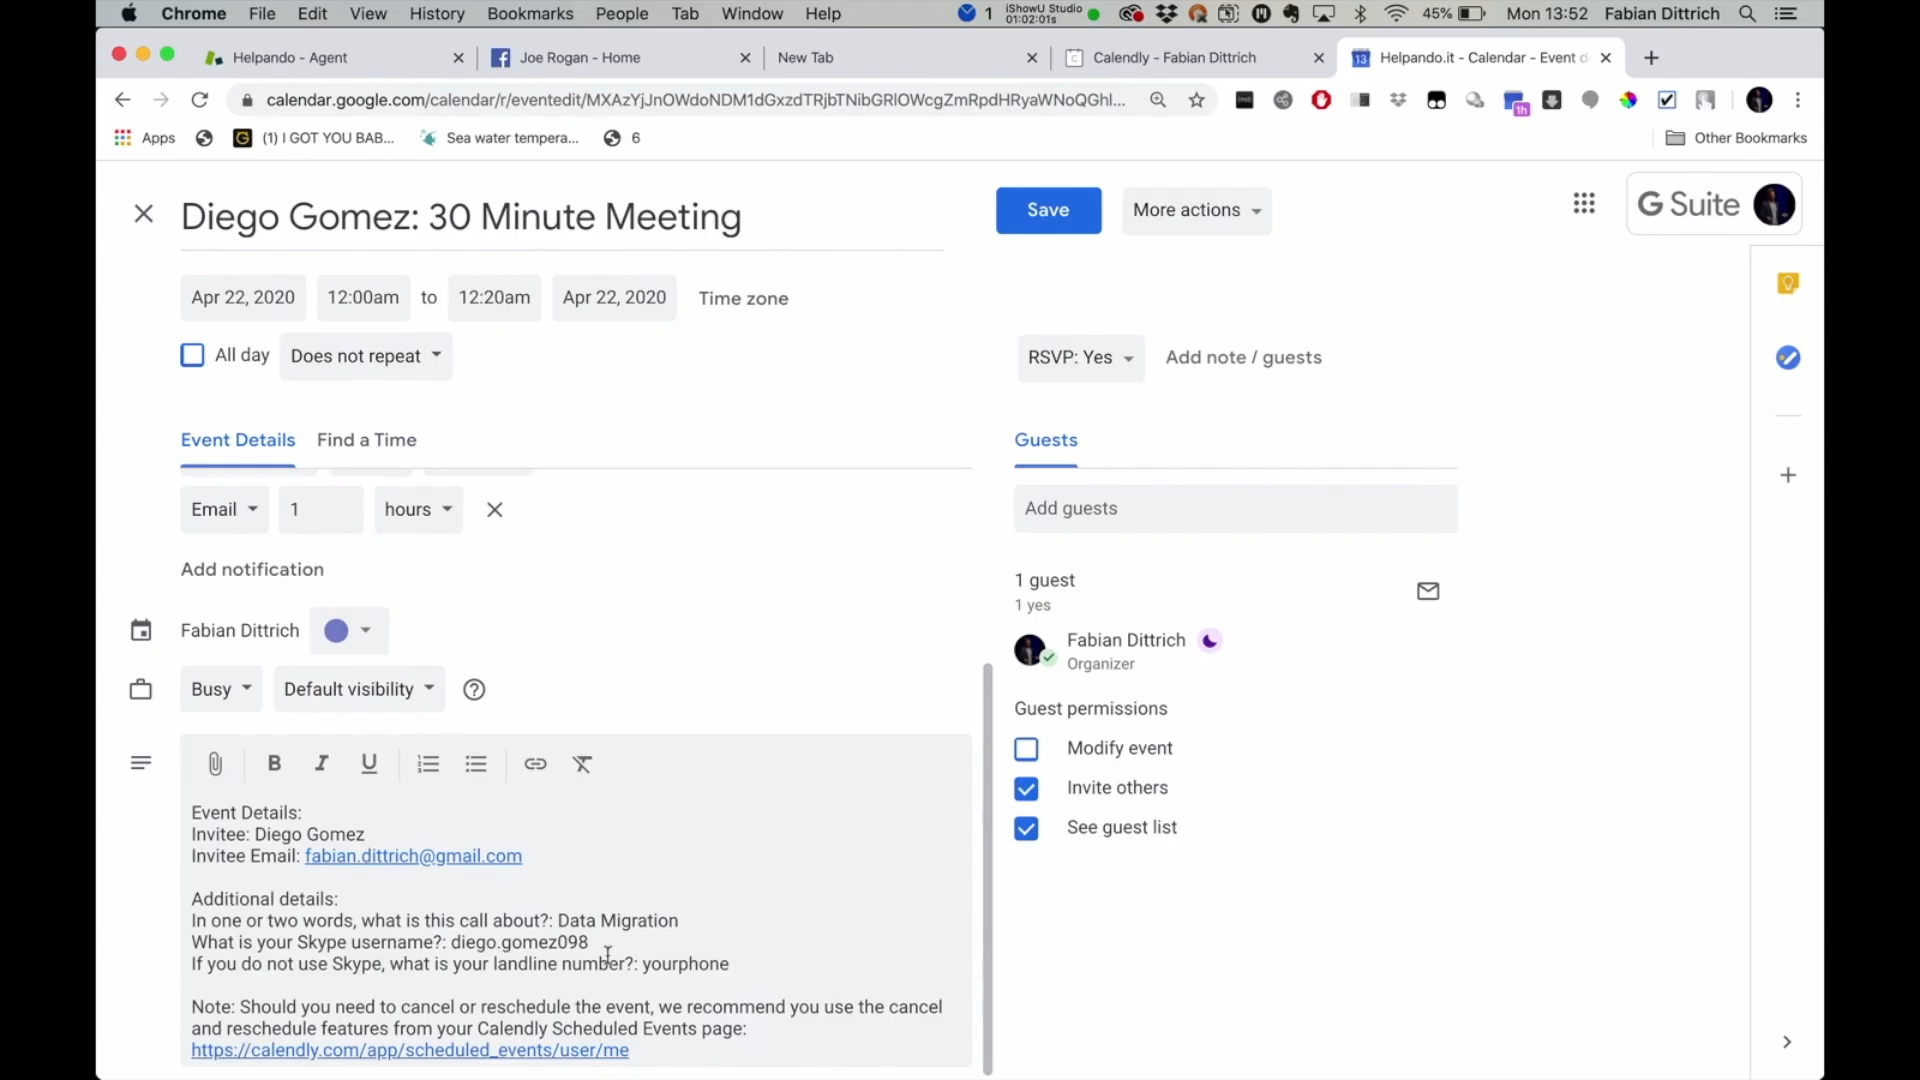 Chrome File Edit View History Bookmarks People Tab Window Help 1 iShowU Studio 01:02:01s 45% Mon 13:52 Fabian Dittrich
Helpando - Agent Joe Rogan - Home New Tab Calendly - Fabian Dittrich Helpando.it - Calendar - Event d
calendar.google.com/calendar/r/eventedit/MXAzYjJnOWdoNDM1dGxzdTRjbTNibGRlOWcgZmRpdHRyaWNoQGhl... 1h
Apps (1) I GOT YOU BAB... Sea water tempera... 6 Other Bookmarks
Diego Gomez: 30 Minute Meeting Save More actions G Suite
Apr 22, 2020 12:00am to 12:20am Apr 22, 2020 Time zone
All day Does not repeat RSVP: Yes Add note / guests
Event Details Find a Time Guests
Email 1 hours Add guests
Add notification
1 guest
1 yes
Fabian Dittrich
Fabian Dittrich
Organizer
Busy Default visibility
Guest permissions
Modify event
Invite others
See guest list
Event Details:
Invitee: Diego Gomez
Invitee Email: fabian.dittrich@gmail.com
Additional details:
In one or two words, what is this call about?: Data Migration
What is your Skype username?: diego.gomez098
If you do not use Skype, what is your landline number?: yourphone
Note: Should you need to cancel or reschedule the event, we recommend you use the cancel
and reschedule features from your Calendly Scheduled Events page:
https://calendly.com/app/scheduled_events/user/me